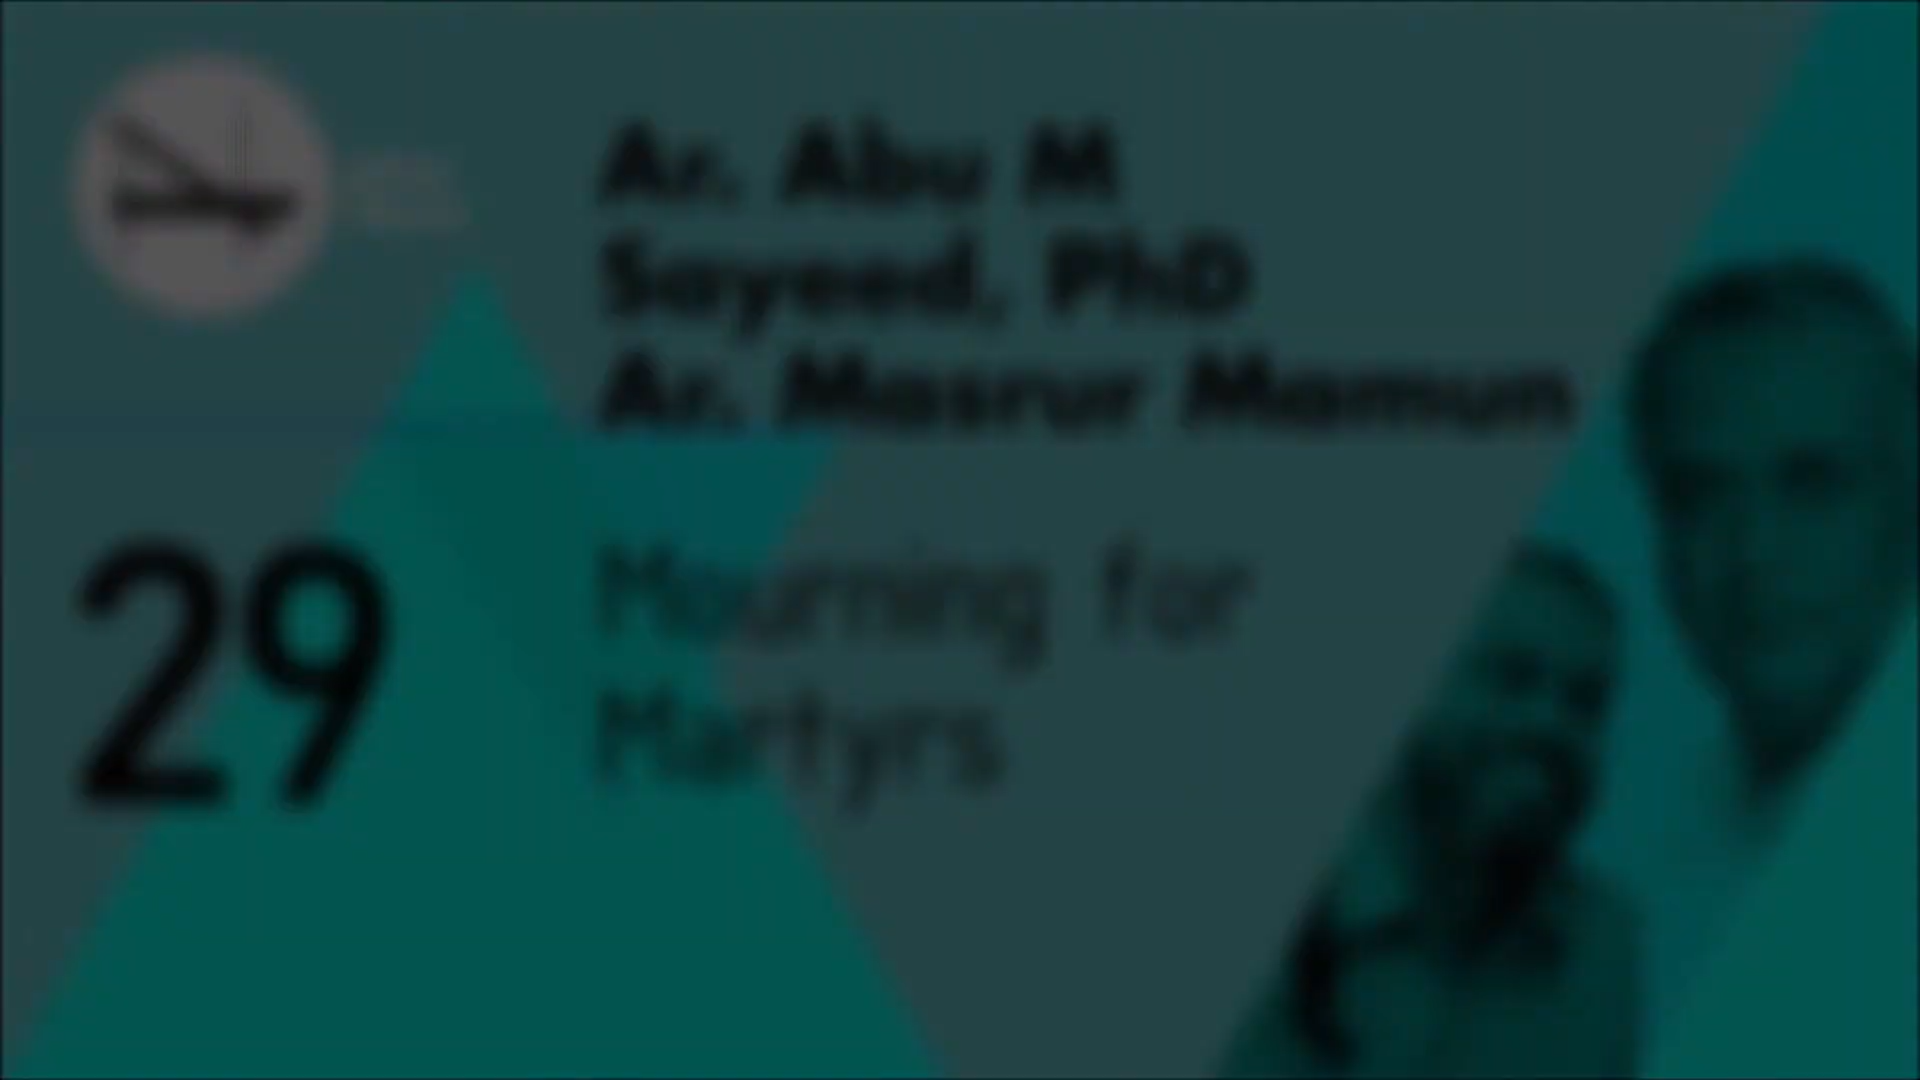 Ar. Abu M
Sayeed, PhD
Ar. Masrur Mamun
29
Mourning for
Martyrs